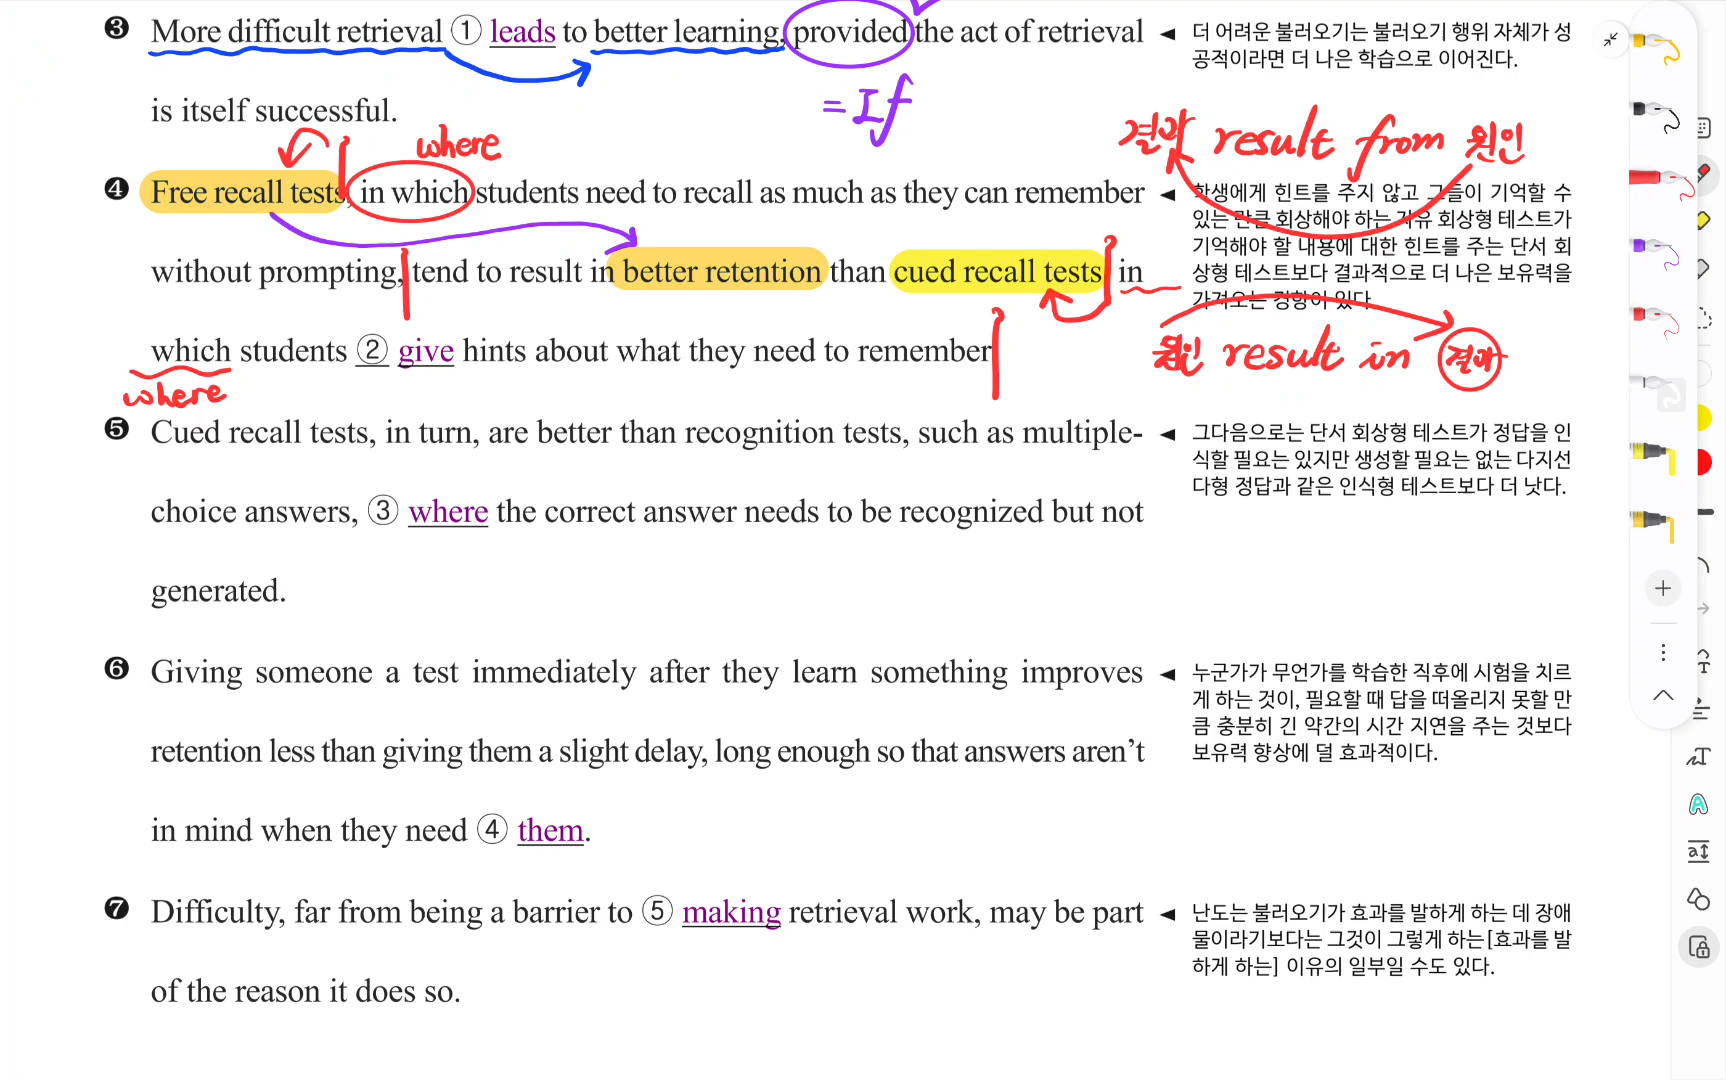 ❸ More difficult retrieval ① leads to better learning, provided the act of retrieval
is itself successful.
◄ 더 어려운 불러오기는 불러오기 행위 자체가 성
공적이라면 더 나은 학습으로 이어진다.
= If
where
결과 result from 원인
❹ Free recall tests, in which students need to recall as much as they can remember
without prompting, tend to result in better retention than cued recall tests, in
which students ② give hints about what they need to remember
where
◄ 학생에게 힌트를 주지 않고 그들이 기억할 수
있는 만큼 회상해야 하는 자유 회상형 테스트가
기억해야 할 내용에 대한 힌트를 주는 단서 회
상형 테스트보다 결과적으로 더 나은 보유력을
가져오는 경향이 있다.
원인 result in 결과
❺ Cued recall tests, in turn, are better than recognition tests, such as multiple-
choice answers, ③ where the correct answer needs to be recognized but not
generated.
◄ 그다음으로는 단서 회상형 테스트가 정답을 인
식할 필요는 있지만 생성할 필요는 없는 다지선
다형 정답과 같은 인식형 테스트보다 더 낫다.
❻ Giving someone a test immediately after they learn something improves
retention less than giving them a slight delay, long enough so that answers aren’t
in mind when they need ④ them.
◄ 누군가가 무언가를 학습한 직후에 시험을 치르
게 하는 것이, 필요할 때 답을 떠올리지 못할 만
큼 충분히 긴 약간의 시간 지연을 주는 것보다
보유력 향상에 덜 효과적이다.
❼ Difficulty, far from being a barrier to ⑤ making retrieval work, may be part
of the reason it does so.
◄ 난도는 불러오기가 효과를 발하게 하는 데 장애
물이라기보다는 그것이 그렇게 하는[효과를 발
하게 하는] 이유의 일부일 수도 있다.